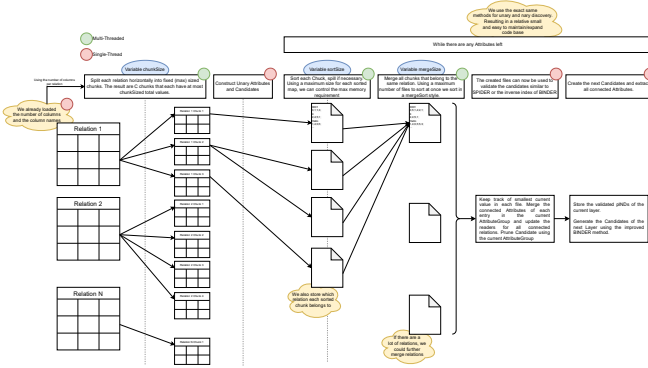 We use the exact same
methods for unary and nary discovery.
Resulting in a relative small
and easy to maintain/expand
code base
Multi-Threaded
Single-Thread
While there are any Attributes left
Variable chunkSize
Variable sortSize
Variable mergeSize
Using the number of columns
per relation
Split each relation horizontally into fixed (max) sized
chunks. The result are C chunks that each have at most
chunkSized total values.
Construct Unary Attributes
and Candidates
Sort each Chuck, spill if necessary.
Using a maximum size for each sorted
map, we can control the max memory
requirement.
Merge all chunks that belong to the same
relation. Using a maximum
number of files to sort at once we sort in
a mergeSort style.
The created files can now be used to
validate the candidates similar to
SPIDER or the inverse index of BINDER
Create the next Candidates and extract
all connected Attributes.
We already loaded
the number of columns
and the column names
Relation 1
Relation 2
Relation N
Keep track of smallest current
value in each file. Merge the
connected Attributes of each
entry in the current
AttributeGroup and update the
readers for all connected
relations. Prune Candidate using
the current AttributeGroup
Store the validated pINDs of the
current layer.
Generate the Candidates of the
next Layer using the improved
BINDER method.
We also store which
relation each sorted
chunk belongs to
If there are a
lot of relations, we
could further
merge relations